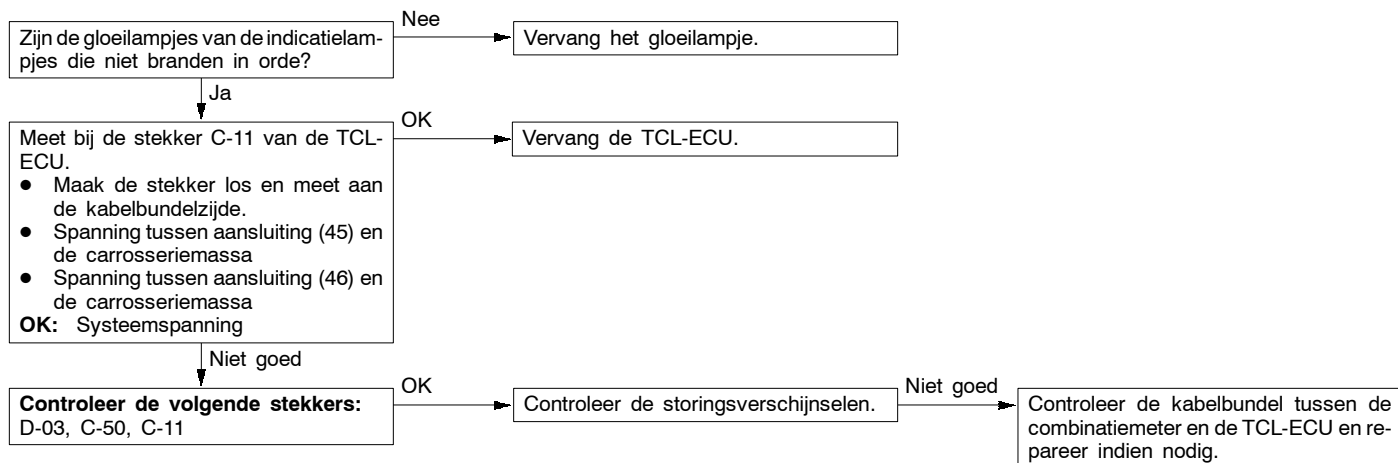 Nee
Zijn de gloeilampjes van de indicatielam-
pjes die niet branden in orde?
Vervang het gloeilampje.
Ja
OK
Meet bij de stekker C-11 van de TCL-
ECU.
● Maak de stekker los en meet aan
de kabelbundelzijde.
● Spanning tussen aansluiting (45) en
de carrosseriemassa
● Spanning tussen aansluiting (46) en
de carrosseriemassa
OK: Systeemspanning
Vervang de TCL-ECU.
Niet goed
OK
Controleer de volgende stekkers:
D-03, C-50, C-11
Controleer de storingsverschijnselen.
Niet goed
Controleer de kabelbundel tussen de
combinatiemeter en de TCL-ECU en re-
pareer indien nodig.